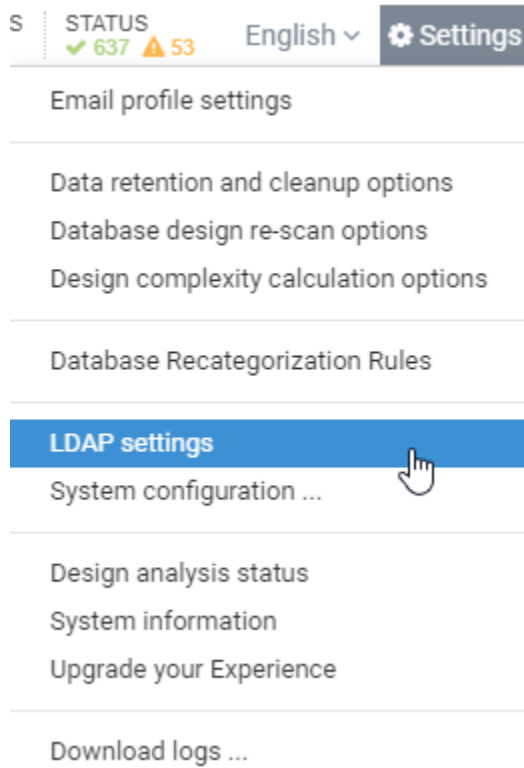 S
STATUS
637 53
English
Settings
Email profile settings
Data retention and cleanup options
Database design re-scan options
Design complexity calculation options
Database Recategorization Rules
LDAP settings
System configuration ...
Design analysis status
System information
Upgrade your Experience
Download logs ...